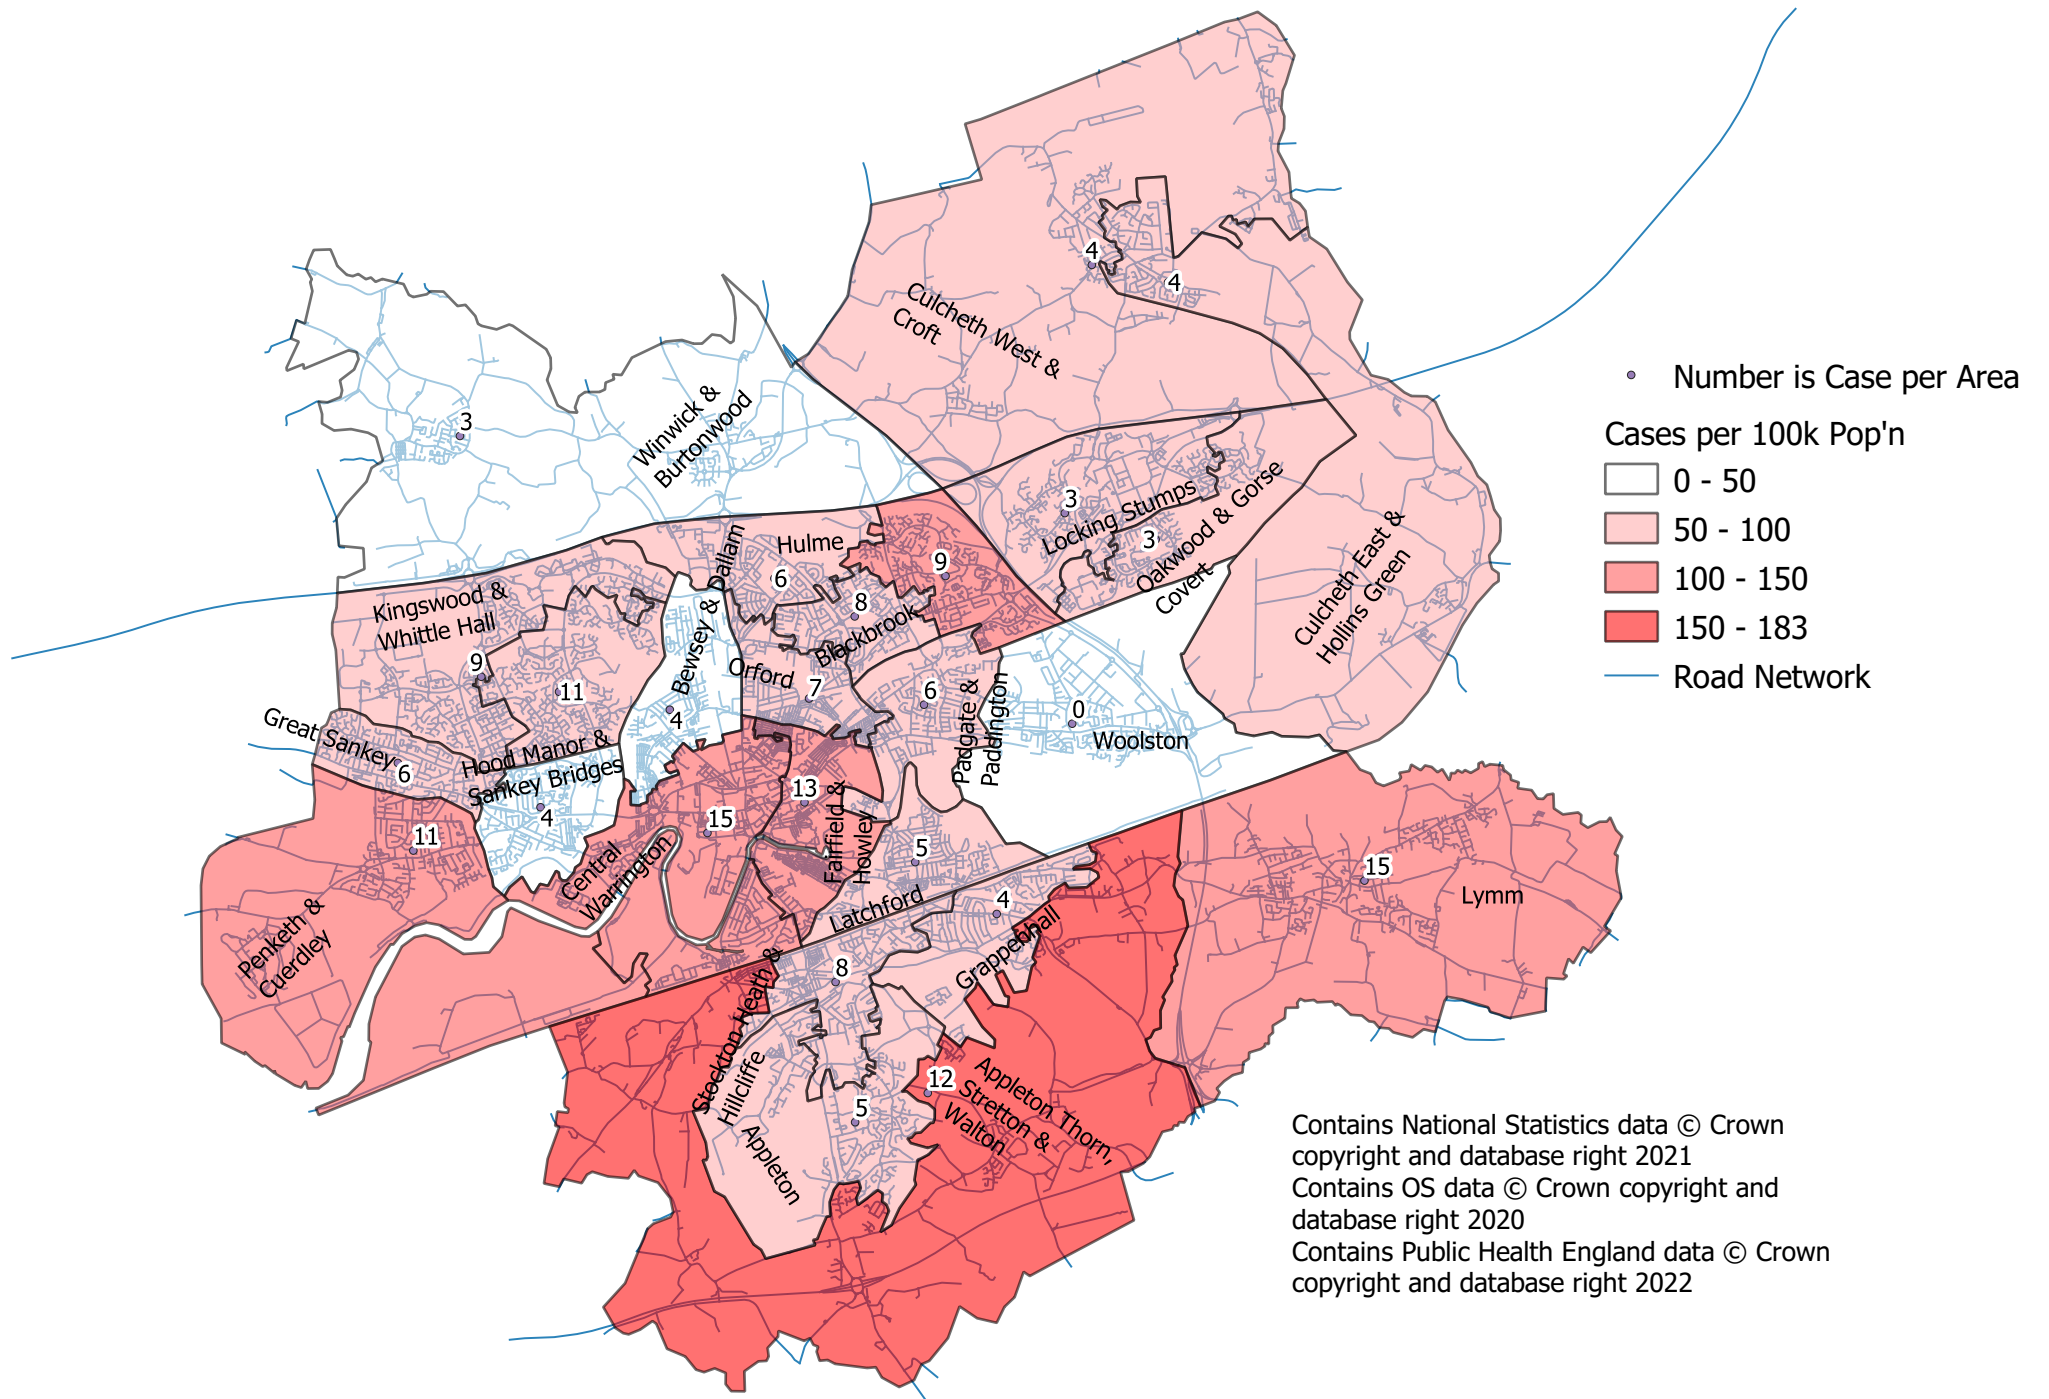 4
4
Culcheth West &
Croft
3
Winwick &
Burtonwood
Number is Case per Area
Cases per 100k Pop'n
0 - 50
50 - 100
100 - 150
150 - 183
Road Network
3
Locking Stumps
3
Oakwood & Gorse
Covert
Culcheth East &
Hollins Green
Hulme
6
9
8
Blackbrook
Bewsey & Dallam
4
Kingswood &
Whittle Hall
9
11
Orford
7
6
Padgate &
Paddington
0
Woolston
Great Sankey
6
Hood Manor &
Sankey Bridges
4
11
Penketh &
Cuerdley
15
Central
Warrington
13
Fairfield &
Howley
5
Latchford
4
Grappenhall
15
Lymm
8
Stockton Heath &
Hillcliffe
12
Appleton Thorn,
Stretton &
Walton
5
Appleton
Contains National Statistics data © Crown
copyright and database right 2021
Contains OS data © Crown copyright and
database right 2020
Contains Public Health England data © Crown
copyright and database right 2022